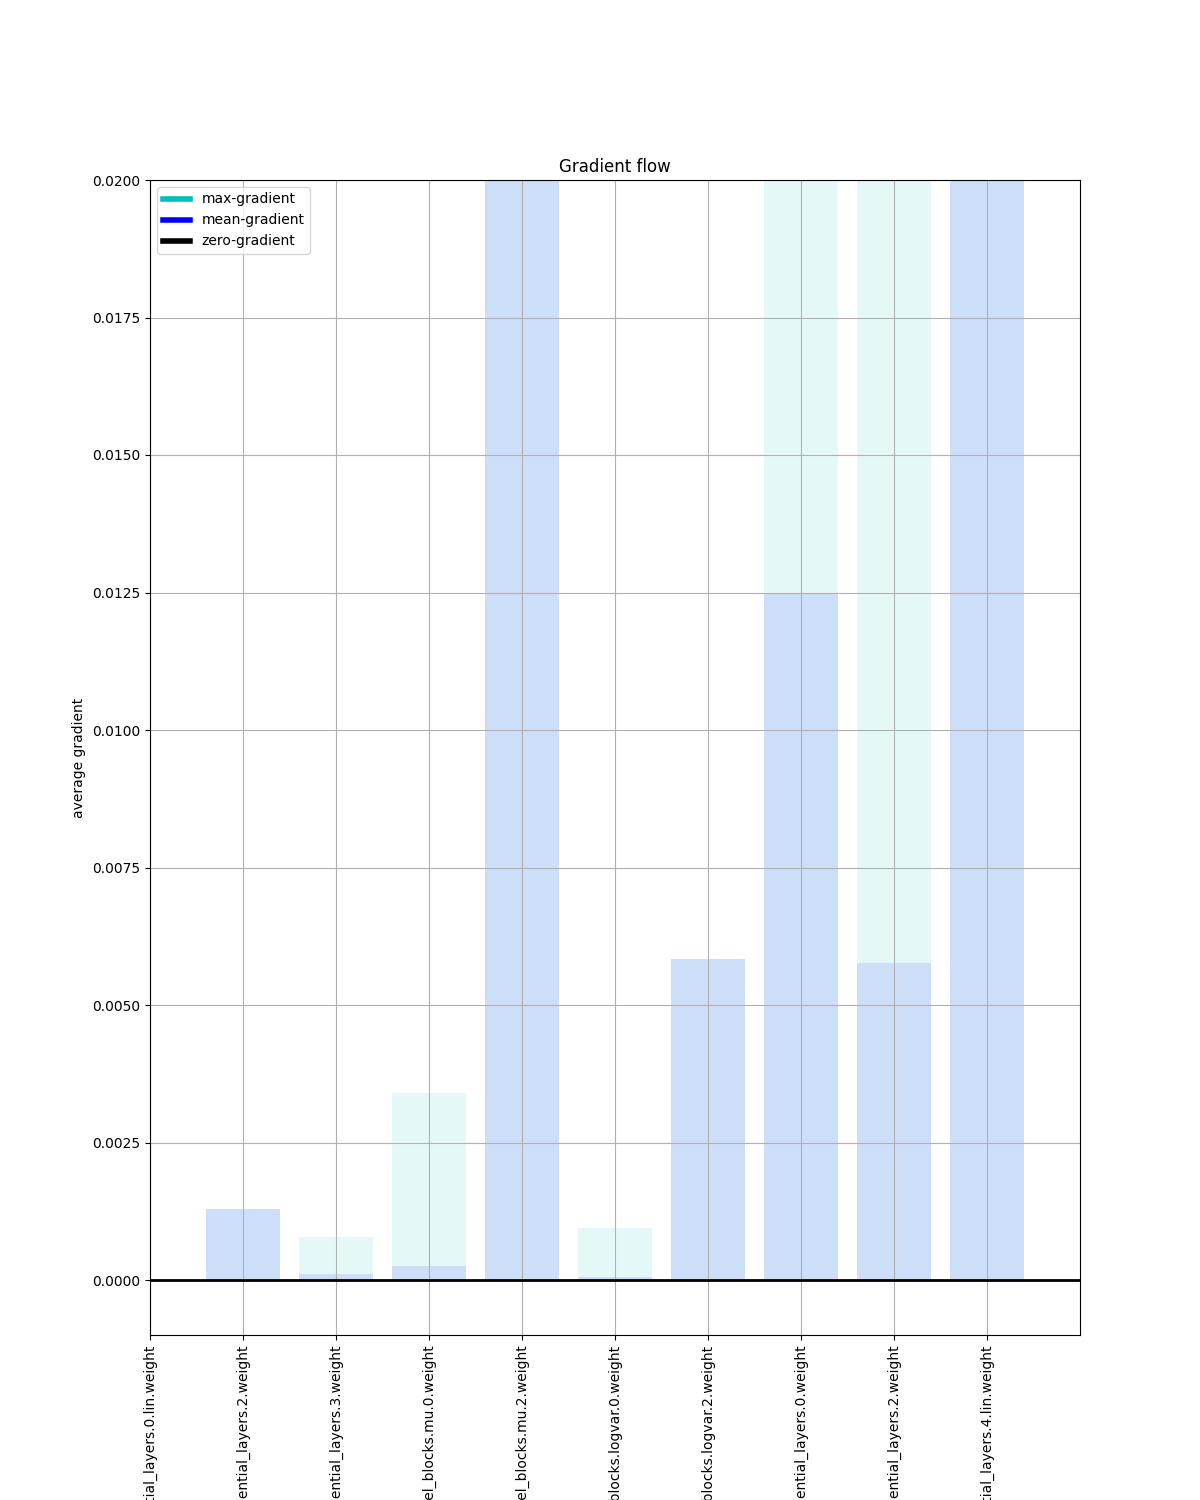 Gradient flow
max-gradient
mean-gradient
zero-gradient
0.0200
0.0175
0.0150
0.0125
0.0100
0.0075
0.0050
0.0025
0.0000
average gradient
tial_layers.0.lin.weight
ential_layers.2.weight
ential_layers.3.weight
el_blocks.mu.0.weight
el_blocks.mu.2.weight
blocks.logvar.0.weight
blocks.logvar.2.weight
ential_layers.0.weight
ential_layers.2.weight
tial_layers.4.lin.weight